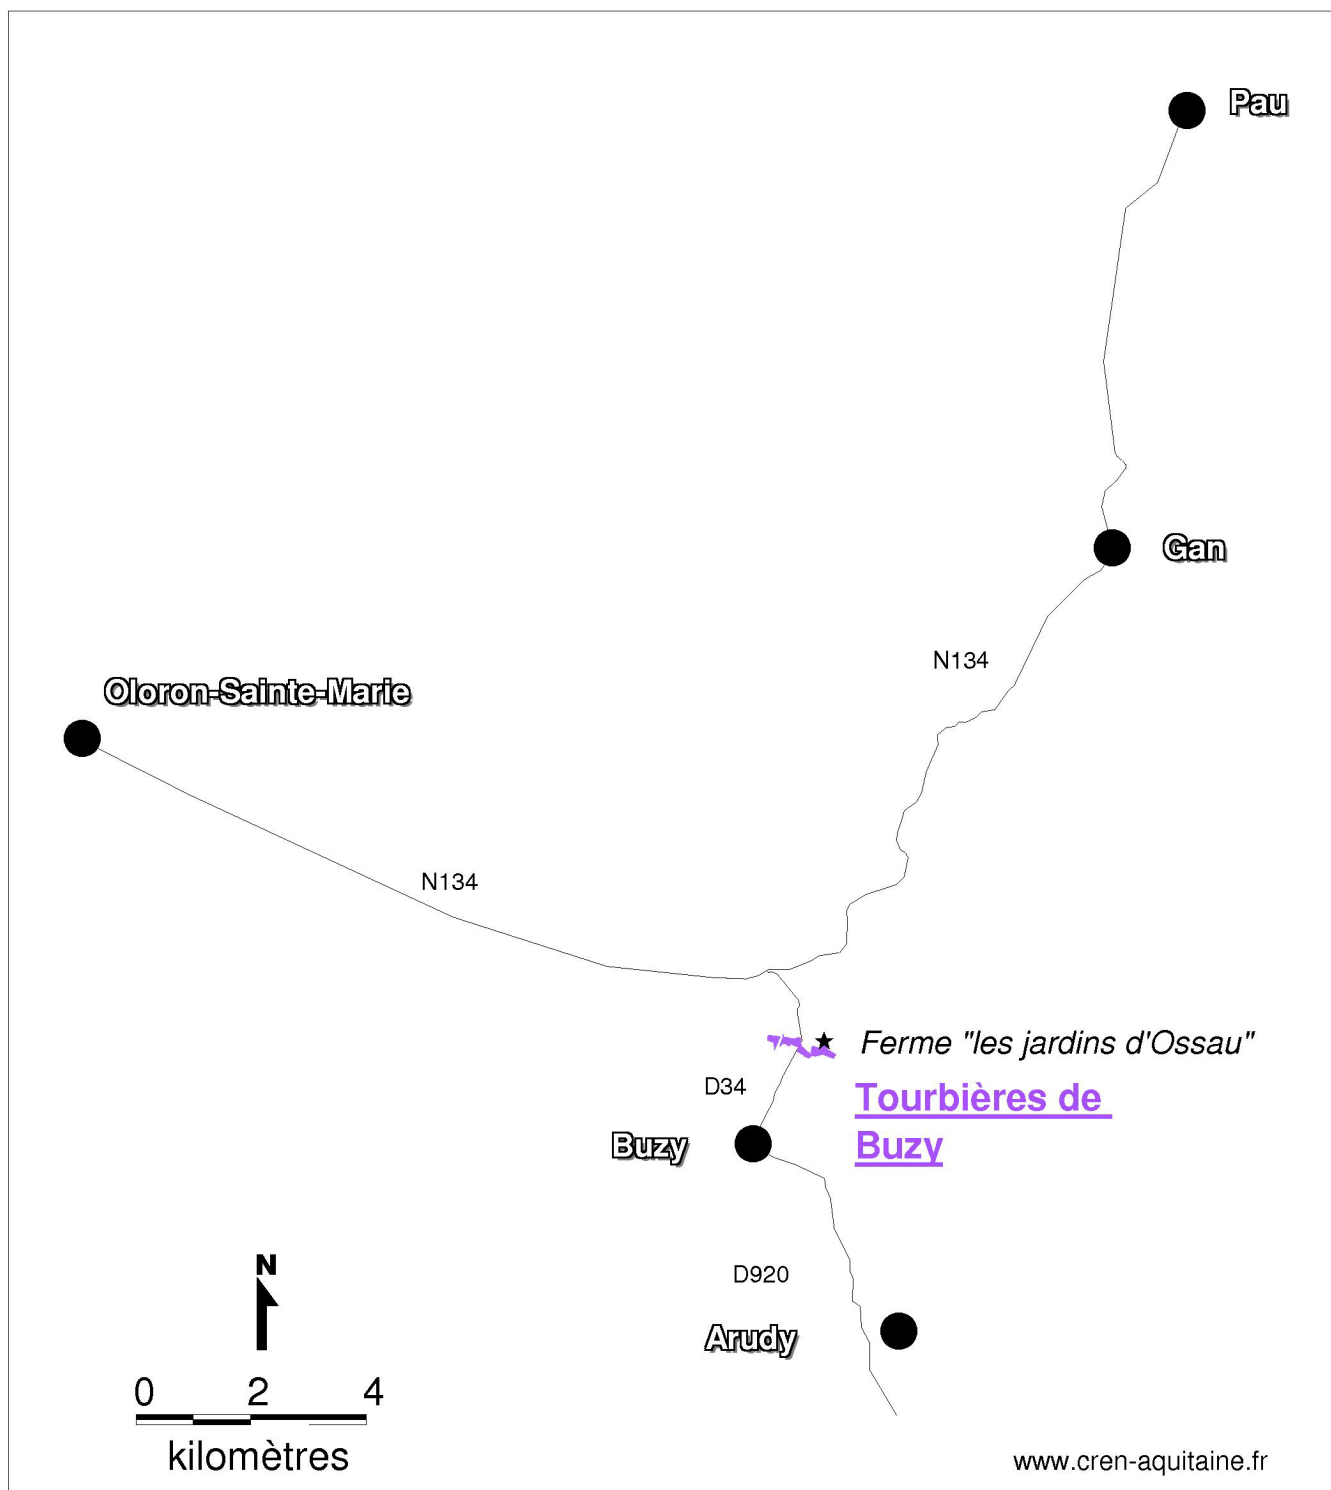 Pau
Gan
N134
Oloron-Sainte-Marie
N134
Ferme "les jardins d'Ossau"
D34
Tourbières de
Buzy
Buzy
D920
Arudy
N
0 2 4
kilomètres
www.cren-aquitaine.fr